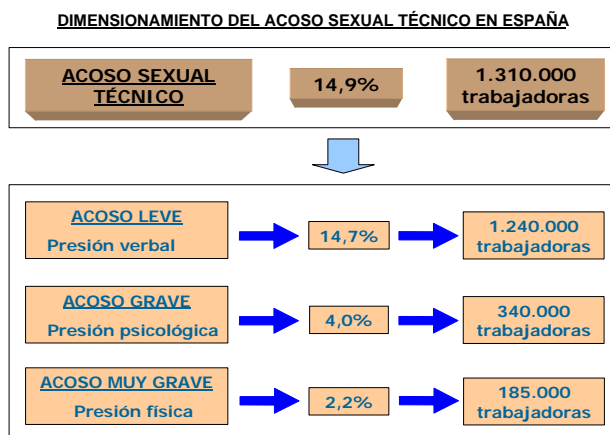 DIMENSIONAMIENTO DEL ACOSO SEXUAL TÉCNICO EN ESPAÑA
ACOSO SEXUAL
TÉCNICO
14,9%
1.310.000
trabajadoras
ACOSO LEVE
Presión verbal
14,7%
1.240.000
trabajadoras
ACOSO GRAVE
Presión psicológica
4,0%
340.000
trabajadoras
ACOSO MUY GRAVE
Presión física
2,2%
185.000
trabajadoras